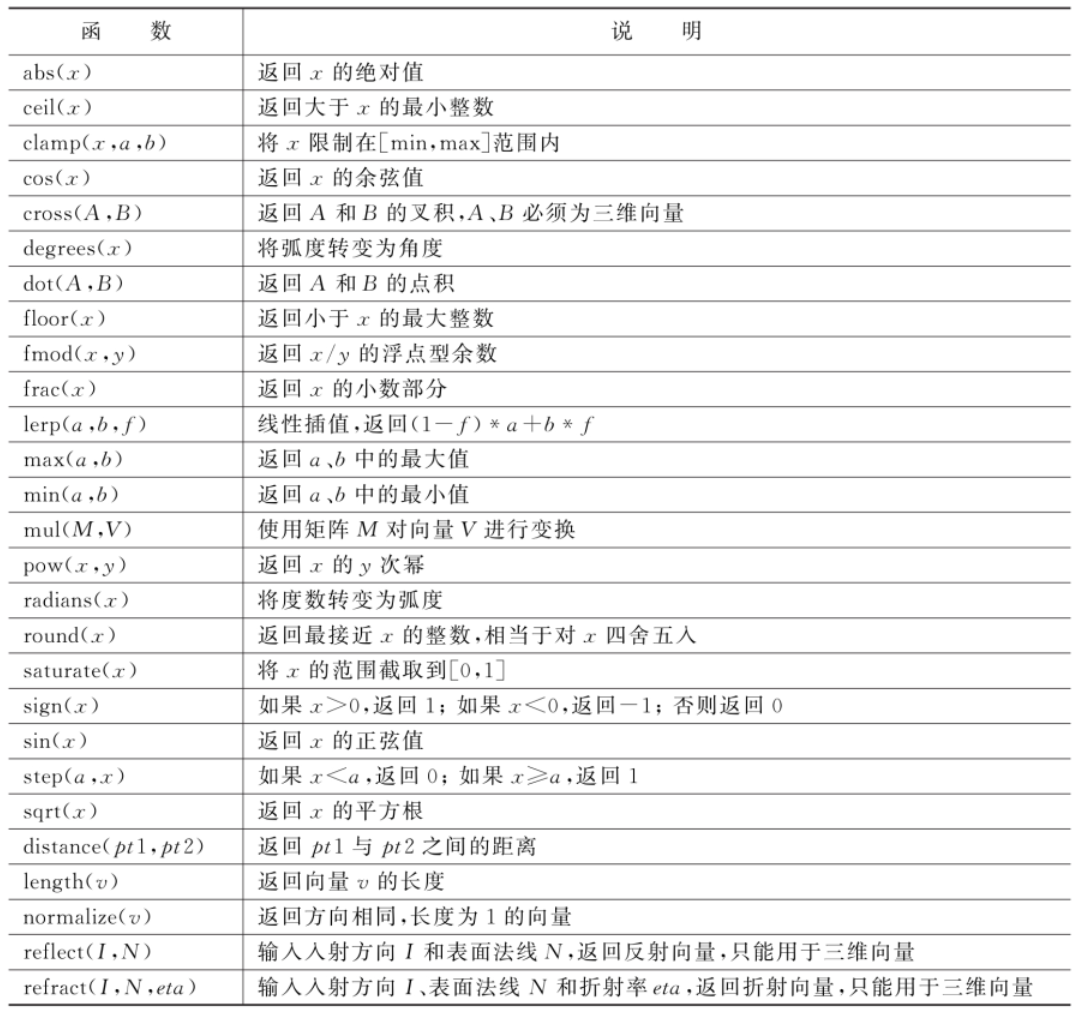 函 数 说 明
abs(x) 返回 x 的绝对值
ceil(x) 返回大于 x 的最小整数
clamp(x,a,b) 将 x 限制在[min,max]范围内
cos(x) 返回 x 的余弦值
cross(A,B) 返回 A 和 B 的叉积,A、B 必须为三维向量
degrees(x) 将弧度转变为角度
dot(A,B) 返回 A 和 B 的点积
floor(x) 返回小于 x 的最大整数
fmod(x,y) 返回 x/y 的浮点型余数
frac(x) 返回 x 的小数部分
lerp(a,b,f) 线性插值,返回(1-f)*a+b*f
max(a,b) 返回 a、b 中的最大值
min(a,b) 返回 a、b 中的最小值
mul(M,V) 使用矩阵 M 对向量 V 进行变换
pow(x,y) 返回 x 的 y 次幂
radians(x) 将度数转变为弧度
round(x) 返回最接近 x 的整数,相当于对 x 四舍五入
saturate(x) 将 x 的范围截取到[0,1]
sign(x) 如果 x>0,返回 1; 如果 x<0,返回-1; 否则返回 0
sin(x) 返回 x 的正弦值
step(a,x) 如果 x<a,返回 0; 如果 x≥a,返回 1
sqrt(x) 返回 x 的平方根
distance(pt1,pt2) 返回 pt1 与 pt2 之间的距离
length(v) 返回向量 v 的长度
normalize(v) 返回方向相同,长度为 1 的向量
reflect(I,N) 输入入射方向 I 和表面法线 N,返回反射向量,只能用于三维向量
refract(I,N,eta) 输入入射方向 I、表面法线 N 和折射率 eta,返回折射向量,只能用于三维向量